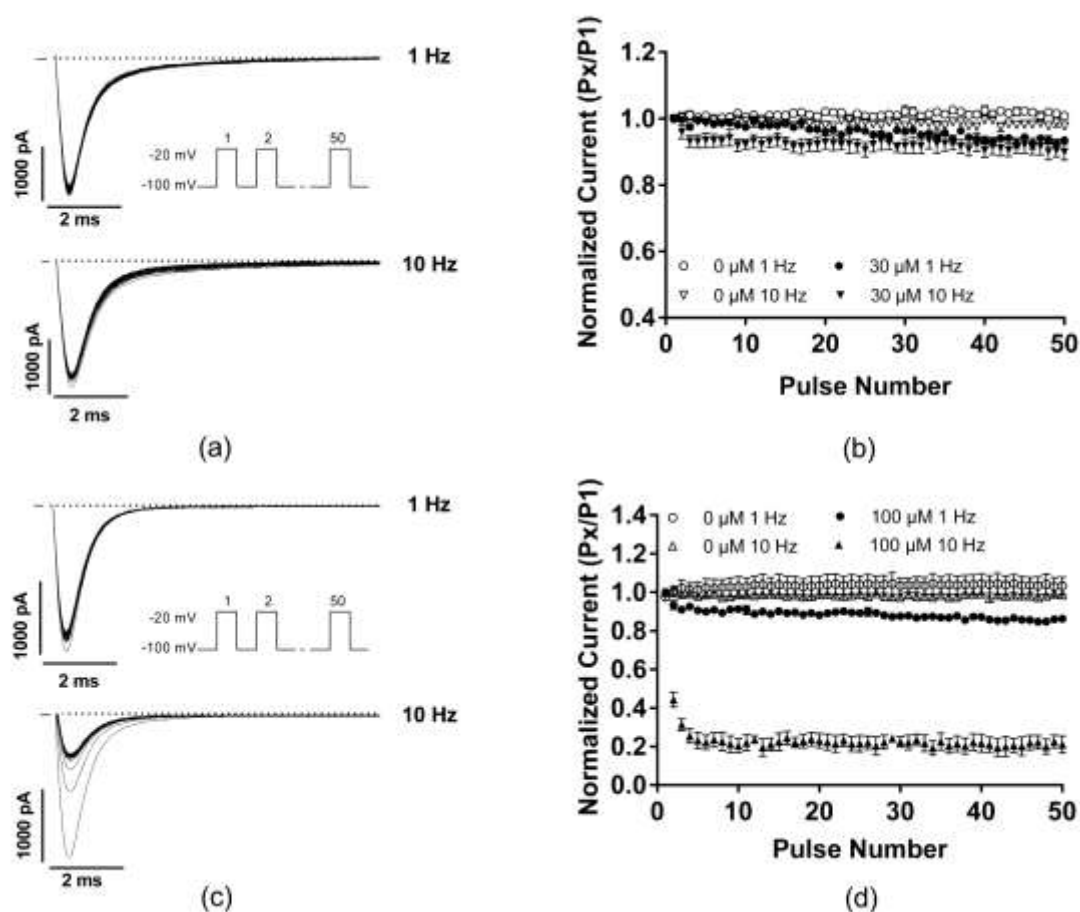 1 Hz
1000 pA
2 ms
1 2 50
-20 mV
-100 mV
10 Hz
1000 pA
2 ms
(a)
Normalized Current (Px/P1)
1.2
1.0
0.8
0.6
0.4
0 10 20 30 40 50
Pulse Number
0 µM 1 Hz 30 µM 1 Hz
0 µM 10 Hz 30 µM 10 Hz
(b)
1 Hz
1000 pA
2 ms
1 2 50
-20 mV
-100 mV
10 Hz
1000 pA
2 ms
(c)
Normalized Current (Px/P1)
1.4
1.2
1.0
0.8
0.6
0.4
0.2
0.0
0 10 20 30 40 50
Pulse Number
0 µM 1 Hz 100 µM 1 Hz
0 µM 10 Hz 100 µM 10 Hz
(d)